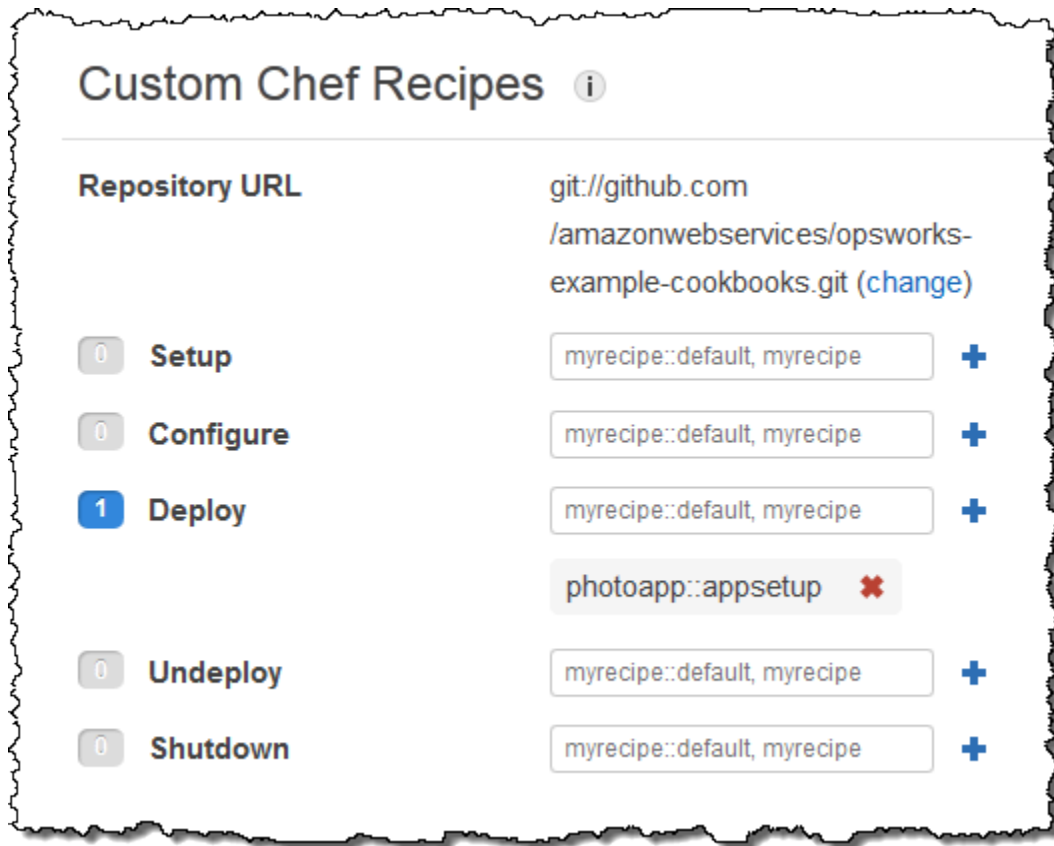 Custom Chef Recipes i
Repository URL git://github.com
/amazonwebservices/opsworks-
example-cookbooks.git (change)
0 Setup myrecipe::default, myrecipe
0 Configure myrecipe::default, myrecipe
1 Deploy myrecipe::default, myrecipe
photoapp::appsetup
0 Undeploy myrecipe::default, myrecipe
0 Shutdown myrecipe::default, myrecipe